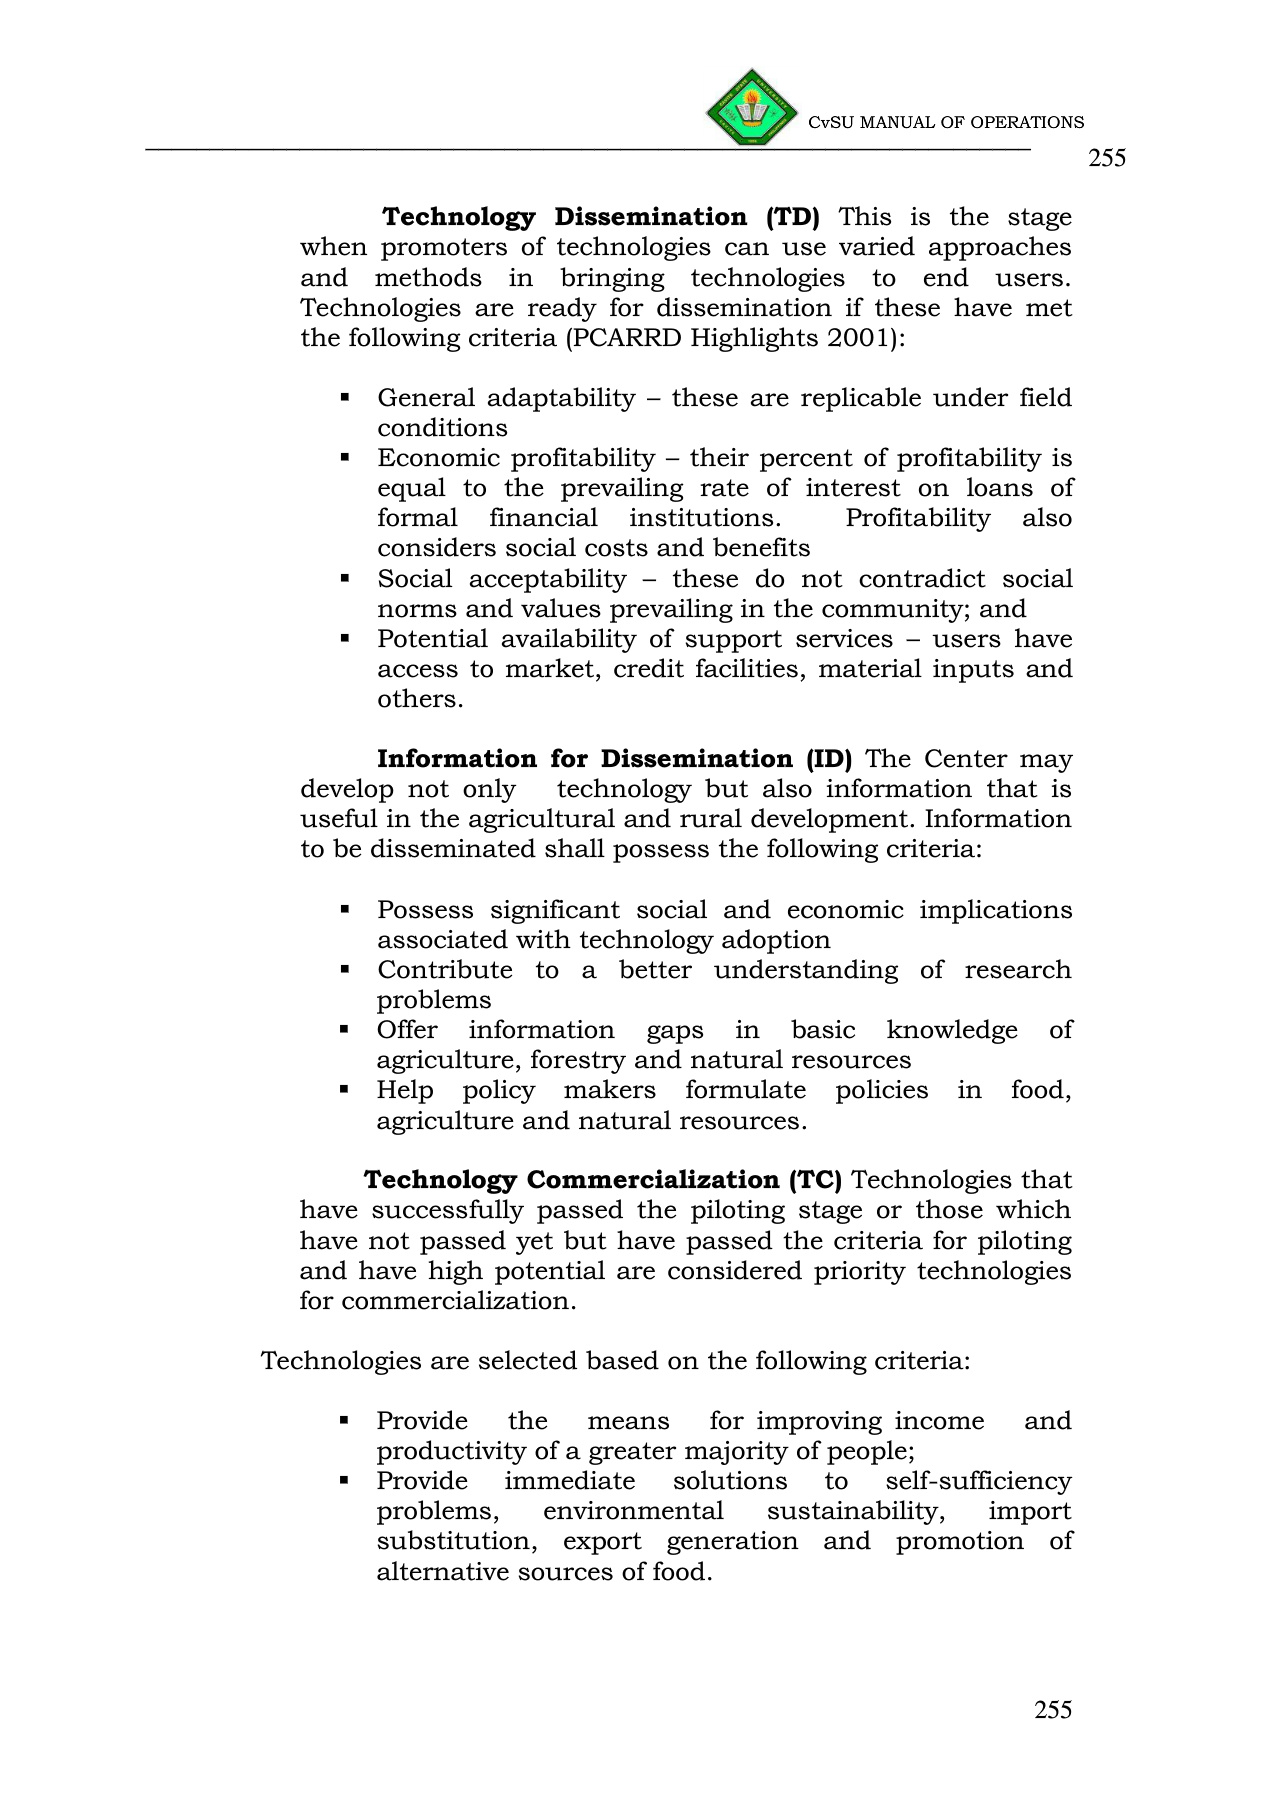 CvSU MANUAL OF OPERATIONS
255
Technology Dissemination (TD) This is the stage
when promoters of technologies can use varied approaches
and methods in bringing technologies to end users.
Technologies are ready for dissemination if these have met
the following criteria (PCARRD Highlights 2001):
▪ General adaptability – these are replicable under field
conditions
▪ Economic profitability – their percent of profitability is
equal to the prevailing rate of interest on loans of
formal financial institutions. Profitability also
considers social costs and benefits
▪ Social acceptability – these do not contradict social
norms and values prevailing in the community; and
▪ Potential availability of support services – users have
access to market, credit facilities, material inputs and
others.
Information for Dissemination (ID) The Center may
develop not only technology but also information that is
useful in the agricultural and rural development. Information
to be disseminated shall possess the following criteria:
▪ Possess significant social and economic implications
associated with technology adoption
▪ Contribute to a better understanding of research
problems
▪ Offer information gaps in basic knowledge of
agriculture, forestry and natural resources
▪ Help policy makers formulate policies in food,
agriculture and natural resources.
Technology Commercialization (TC) Technologies that
have successfully passed the piloting stage or those which
have not passed yet but have passed the criteria for piloting
and have high potential are considered priority technologies
for commercialization.
Technologies are selected based on the following criteria:
▪ Provide the means for improving income and
productivity of a greater majority of people;
▪ Provide immediate solutions to self-sufficiency
problems, environmental sustainability, import
substitution, export generation and promotion of
alternative sources of food.
255